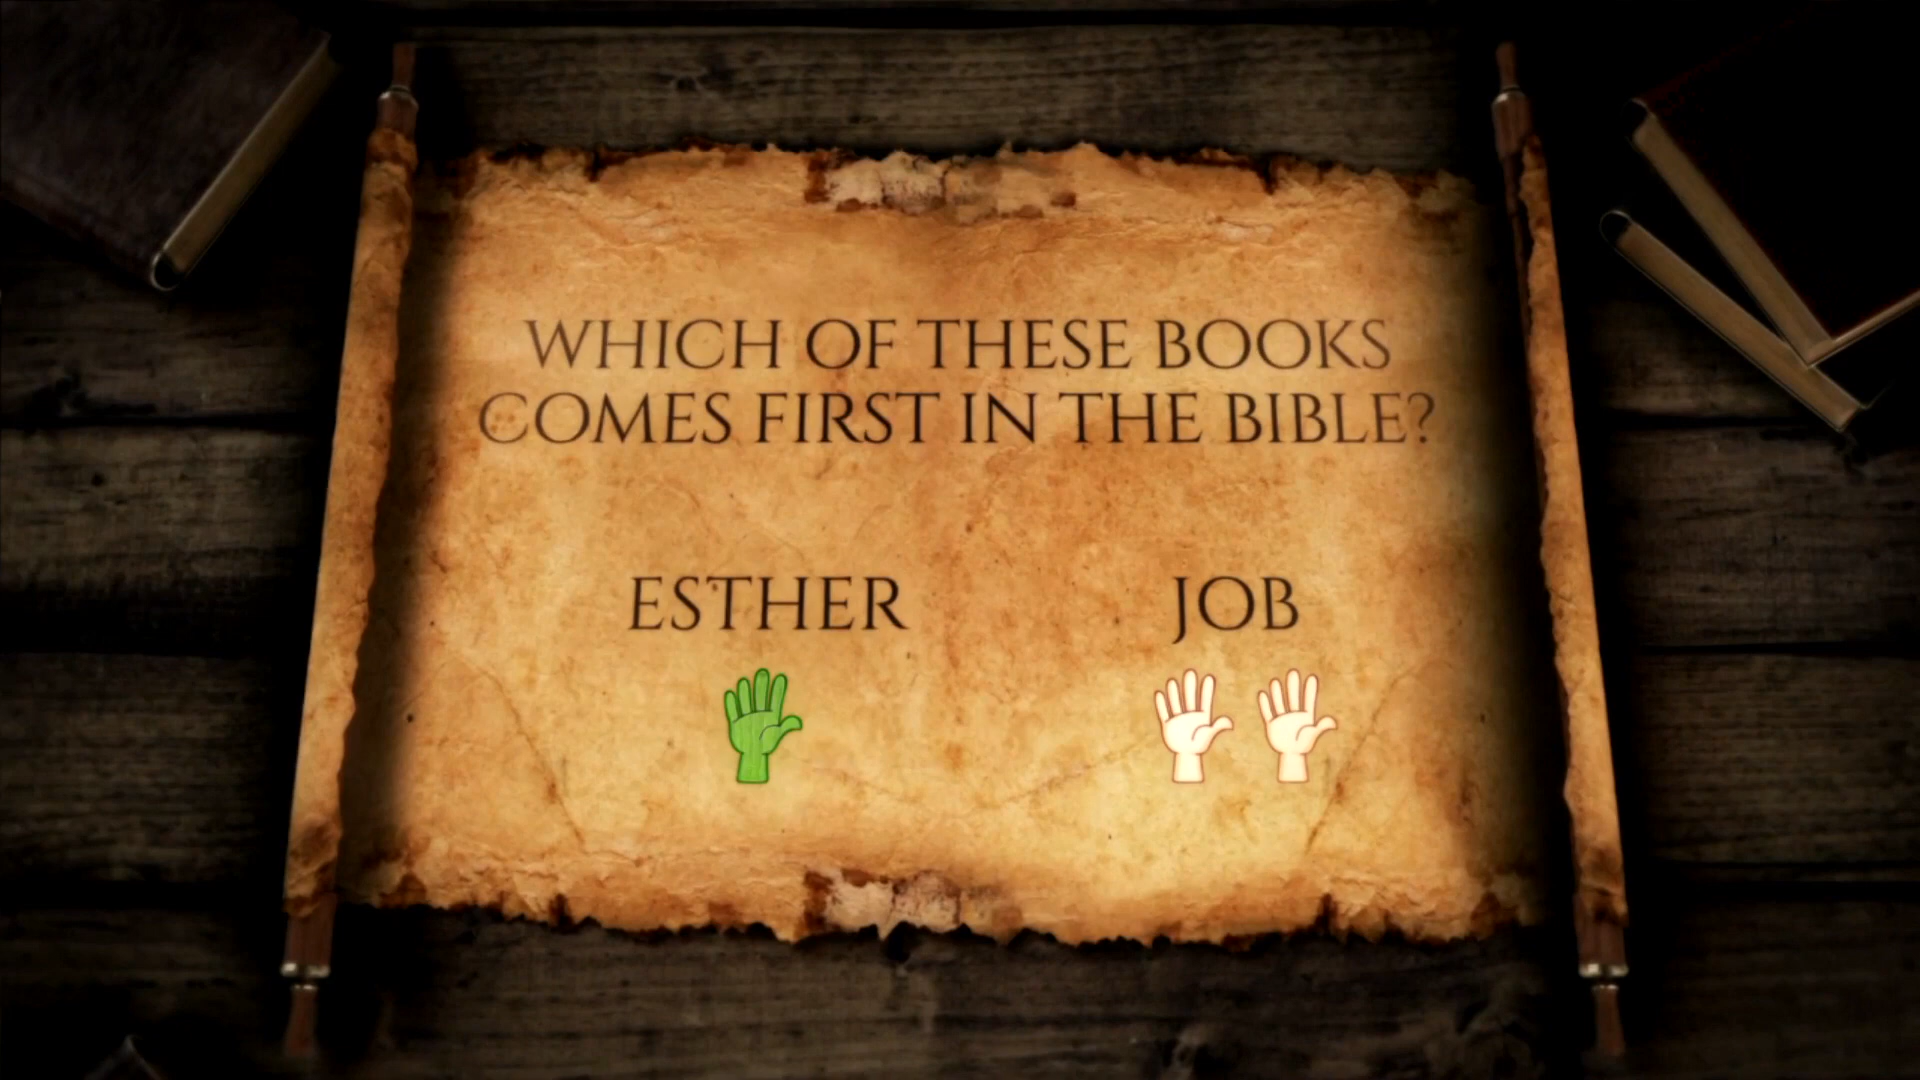 WHICH OF THESE BOOKS
COMES FIRST IN THE BIBLE?
ESTHER
JOB